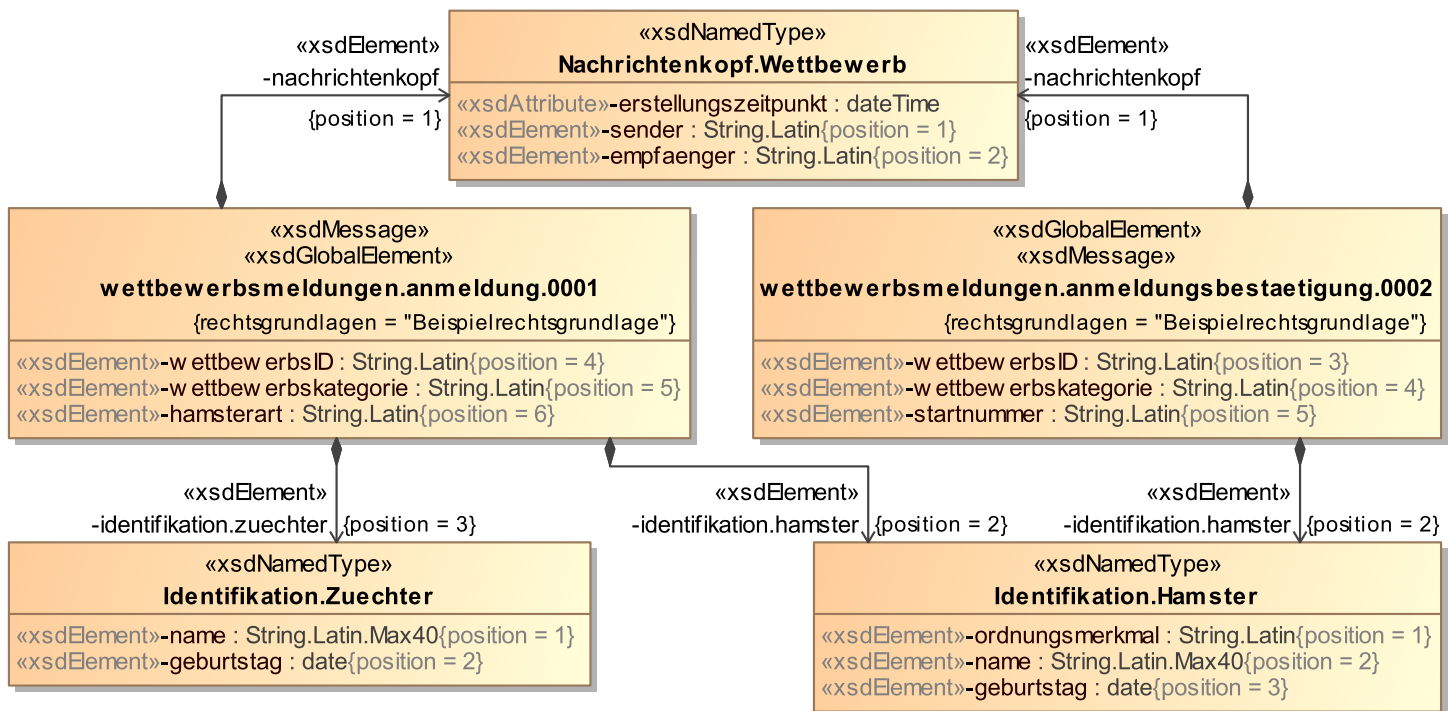 «xsdNamedType»
Nachrichtenkopf.Wettbewerb
«xsdAttribute»-erstellungszeitpunkt : dateTime
«xsdElement»-sender : String.Latin{position = 1}
«xsdElement»-empfaenger : String.Latin{position = 2}
«xsdElement»
-nachrichtenkopf
{position = 1}
«xsdElement»
-nachrichtenkopf
{position = 1}
«xsdMessage»
«xsdGlobalElement»
wettbewerbsmeldungen.anmeldung.0001
{rechtsgrundlagen = "Beispielrechtsgrundlage"}
«xsdElement»-wettbewerbsID : String.Latin{position = 4}
«xsdElement»-wettbewerbskategorie : String.Latin{position = 5}
«xsdElement»-hamsterart : String.Latin{position = 6}
«xsdGlobalElement»
«xsdMessage»
wettbewerbsmeldungen.anmeldungsbestaetigung.0002
{rechtsgrundlagen = "Beispielrechtsgrundlage"}
«xsdElement»-wettbewerbsID : String.Latin{position = 3}
«xsdElement»-wettbewerbskategorie : String.Latin{position = 4}
«xsdElement»-startnummer : String.Latin{position = 5}
«xsdElement»
-identifikation.zuechter
{position = 3}
«xsdElement»
-identifikation.hamster
{position = 2}
«xsdElement»
-identifikation.hamster
{position = 2}
«xsdNamedType»
Identifikation.Zuechter
«xsdElement»-name : String.Latin.Max40{position = 1}
«xsdElement»-geburtstag : date{position = 2}
«xsdNamedType»
Identifikation.Hamster
«xsdElement»-ordnungsmerkmal : String.Latin{position = 1}
«xsdElement»-name : String.Latin.Max40{position = 2}
«xsdElement»-geburtstag : date{position = 3}